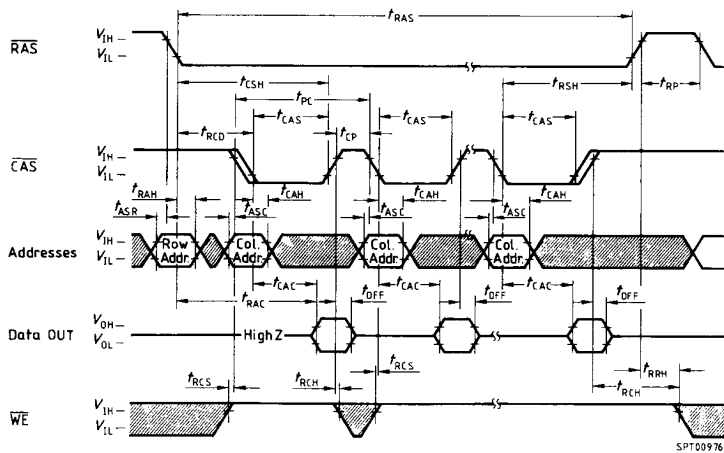 tRAS
RAS
VIH
VIL
tCSH
tRSH
tRP
tPC
tCAS
tCAS
tCAS
tRCD
tCP
CAS
VIH
VIL
tRAH
tCAH
tCAH
tCAH
tASR
tASC
tASC
tASC
Addresses
VIH
VIL
Row Addr.
Col. Addr.
Col. Addr.
Col. Addr.
tCAC
tCAC
tCAC
tRAC
tOFF
tOFF
tOFF
Data OUT
VOH
VOL
High Z
tRCS
tRCH
tRCS
tRRH
tRCH
WE
VIH
VIL
SPT00976